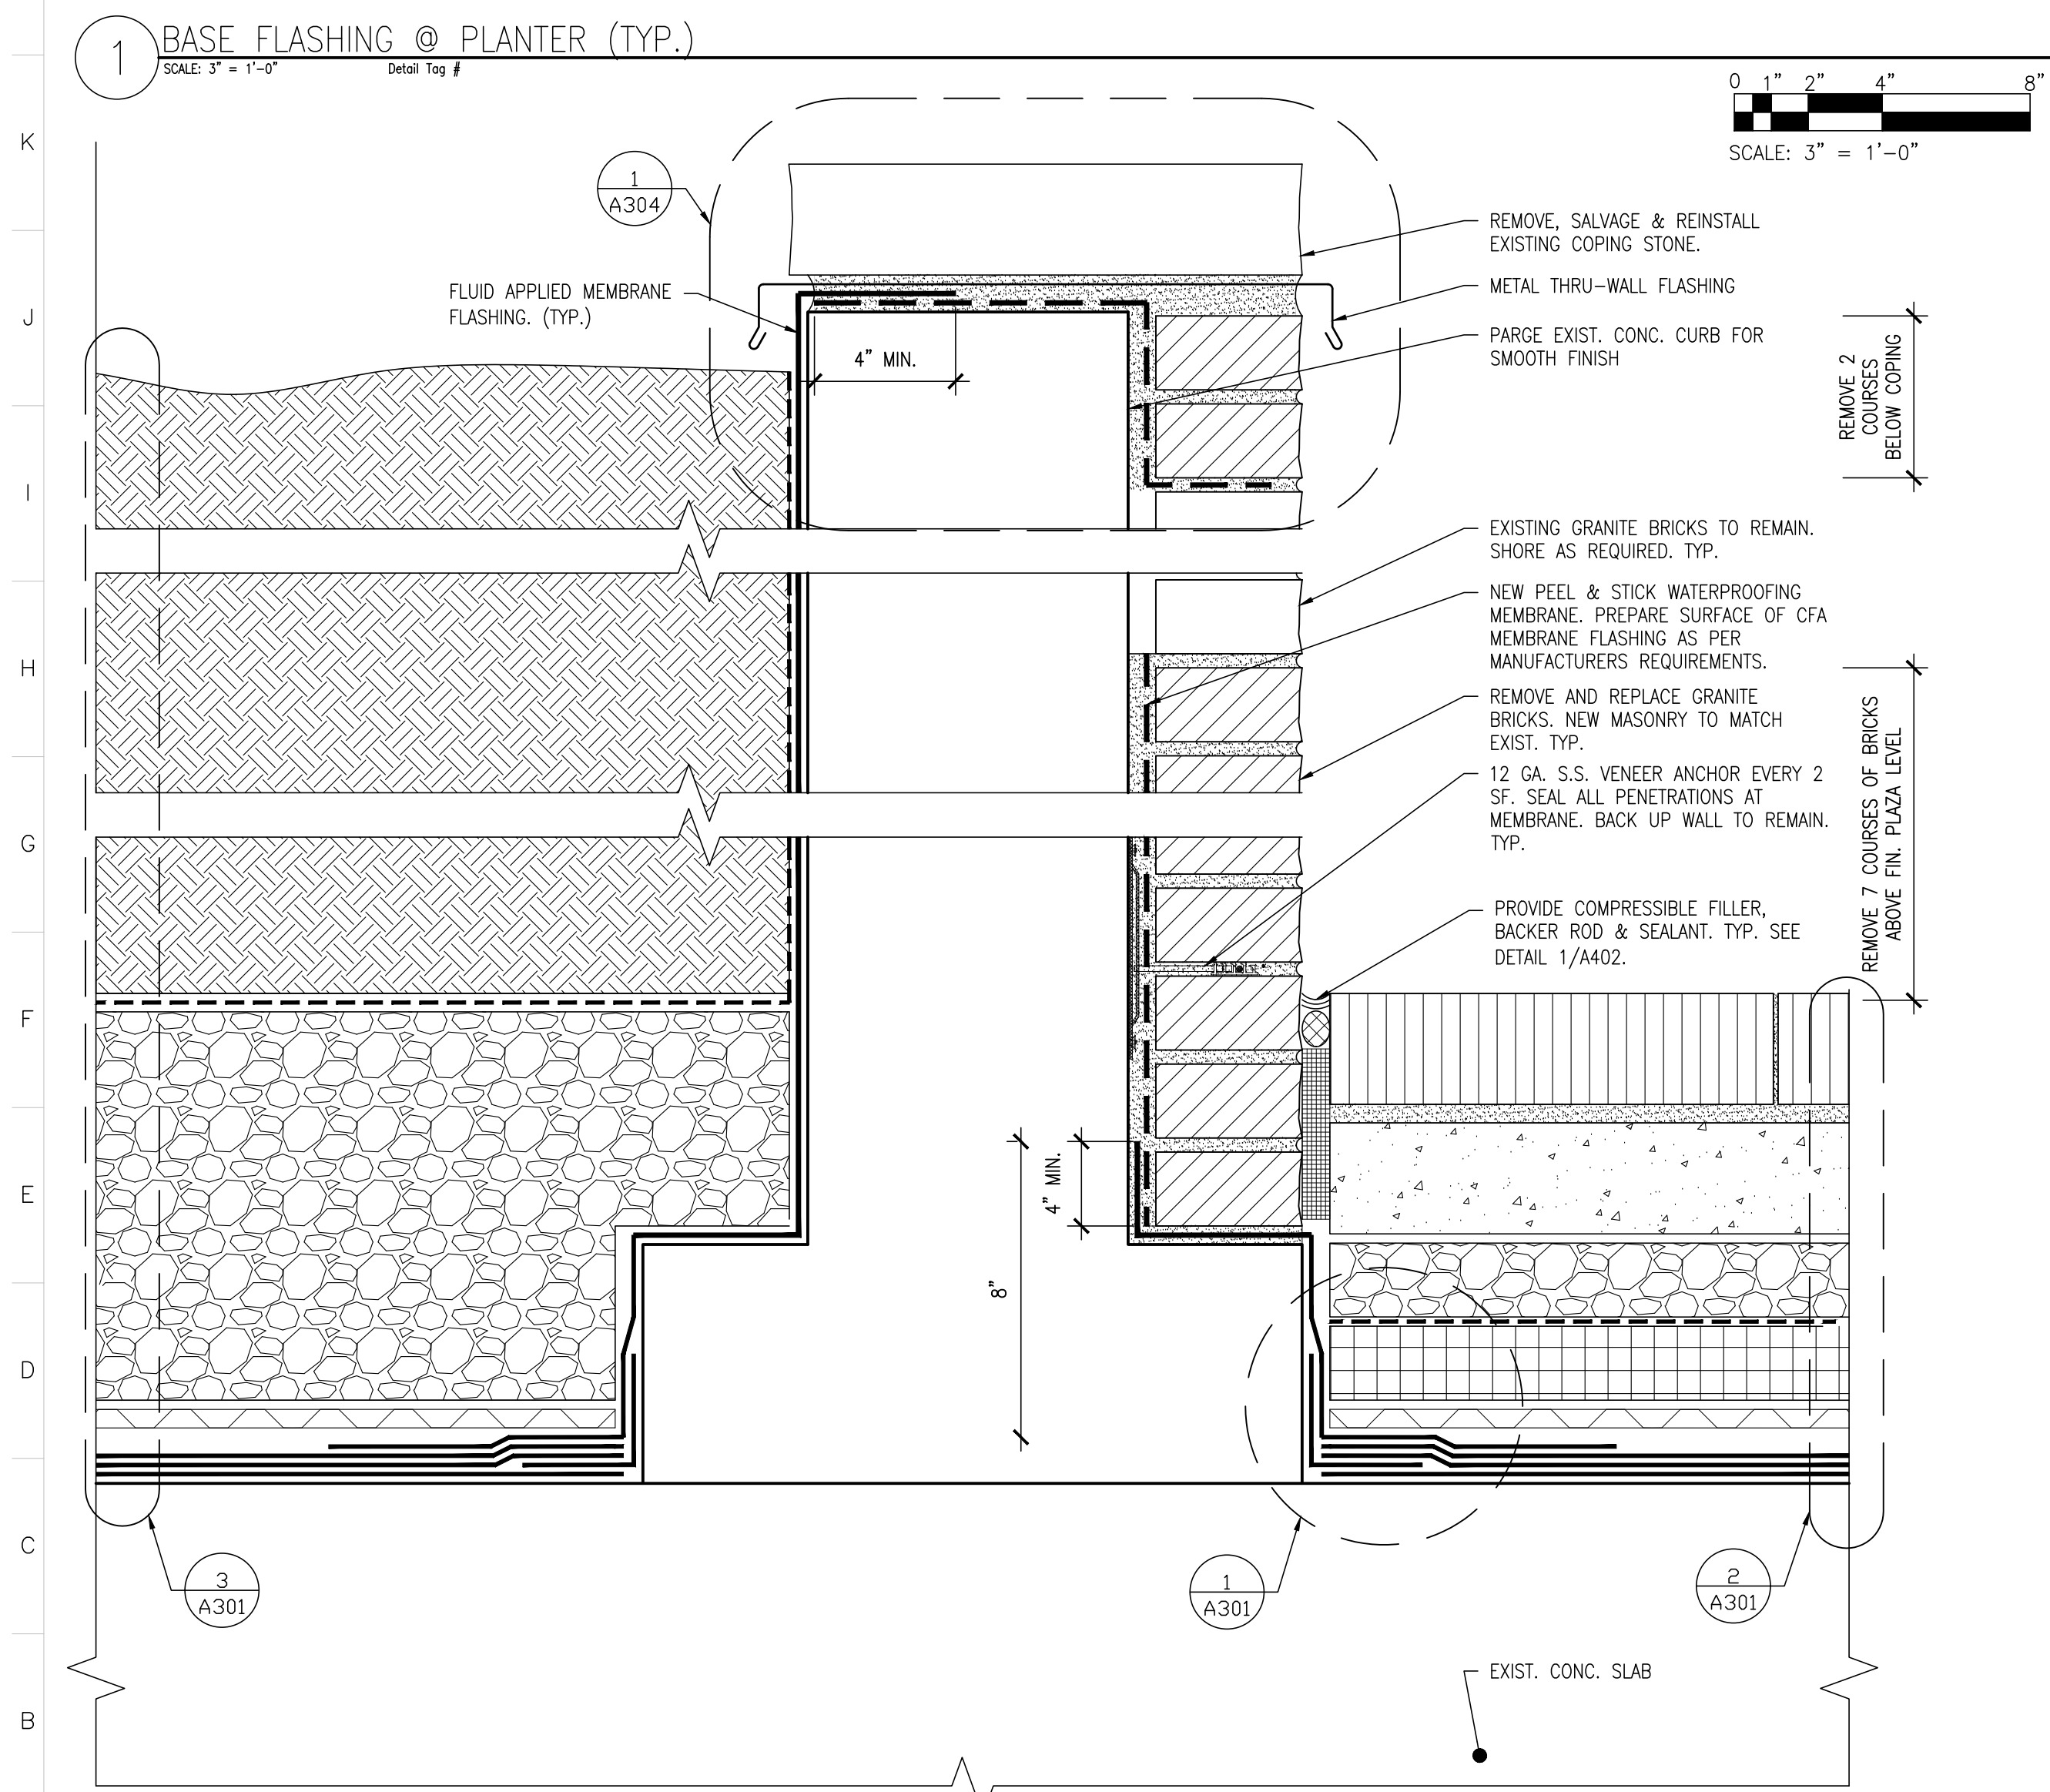 1
BASE FLASHING @ PLANTER (TYP.)
SCALE: 3" = 1'-0"
Detail Tag #
0 1" 2" 4" 8"
SCALE: 3" = 1'-0"
K
J
I
H
G
F
E
D
C
B
1
A304
FLUID APPLIED MEMBRANE
FLASHING. (TYP.)
4" MIN.
REMOVE, SALVAGE & REINSTALL
EXISTING COPING STONE.
METAL THRU-WALL FLASHING
PARGE EXIST. CONC. CURB FOR
SMOOTH FINISH
REMOVE 2
COURSES
BELOW COPING
EXISTING GRANITE BRICKS TO REMAIN.
SHORE AS REQUIRED. TYP.
NEW PEEL & STICK WATERPROOFING
MEMBRANE. PREPARE SURFACE OF CFA
MEMBRANE FLASHING AS PER
MANUFACTURERS REQUIREMENTS.
REMOVE AND REPLACE GRANITE
BRICKS. NEW MASONRY TO MATCH
EXIST. TYP.
12 GA. S.S. VENEER ANCHOR EVERY 2
SF. SEAL ALL PENETRATIONS AT
MEMBRANE. BACK UP WALL TO REMAIN.
TYP.
REMOVE 7 COURSES OF BRICKS
ABOVE FIN. PLAZA LEVEL
PROVIDE COMPRESSIBLE FILLER,
BACKER ROD & SEALANT. TYP. SEE
DETAIL 1/A402.
4" MIN.
8"
3
A301
1
A301
2
A301
EXIST. CONC. SLAB